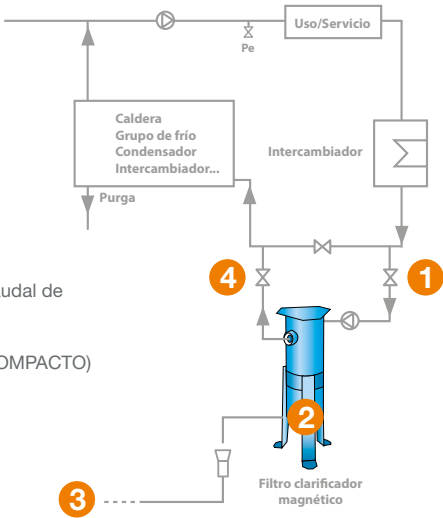 Uso/Servicio
Pe
Caldera
Grupo de frío
Condensador
Intercambiador...
Intercambiador
Purga
4
1
udal de
OMPACTO)
2
3
Filtro clarificador
magnético